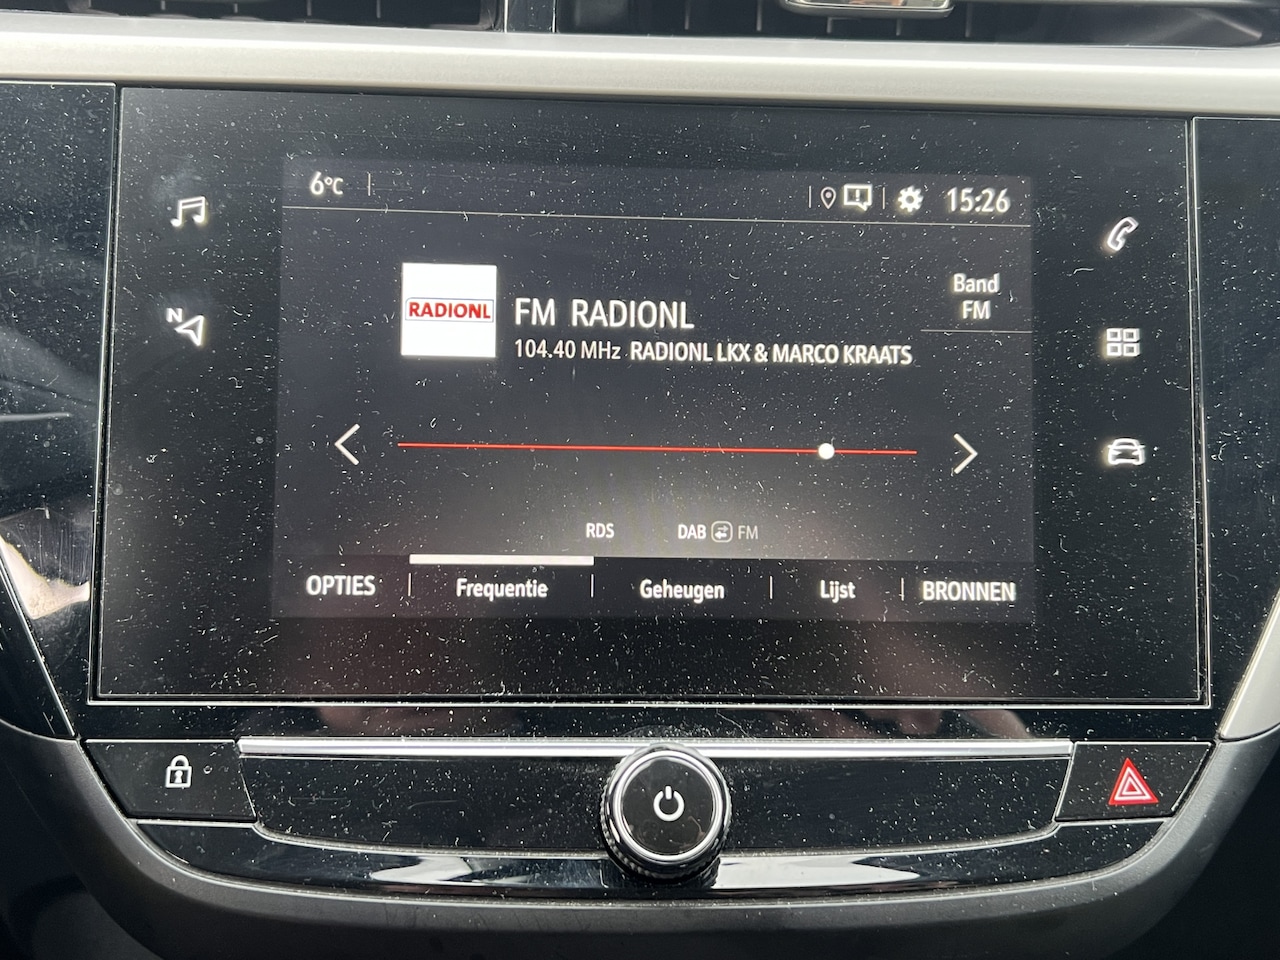 6°C
15:26
N
RADIONL
FM RADIONL
Band
FM
104.40 MHz RADIONL LKX & MARCO KRAATS
RDS
DAB FM
OPTIES
Frequentie
Geheugen
Lijst
BRONNEN